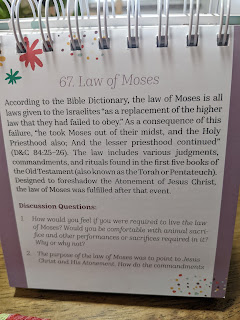 67. Law of Moses
According to the Bible Dictionary, the law of Moses is all
laws given to the Israelites "as a replacement of the higher
law that they had failed to obey." As a consequence of this
failure, "he took Moses out of their midst, and the Holy
Priesthood also; And the lesser priesthood continued"
(D&C 84:25–26). The law includes various judgments,
commandments, and rituals found in the first five books of
the Old Testament (also known as the Torah or Pentateuch).
Designed to foreshadow the Atonement of Jesus Christ,
the law of Moses was fulfilled after that event.
Discussion Questions:
1. How would you feel if you were required to live the law
of Moses? Would you be comfortable with animal sacri-
fice and other performances or sacrifices required in it?
Why or why not?
2. The purpose of the law of Moses was to point to Jesus
Christ and His Atonement. How do the commandments